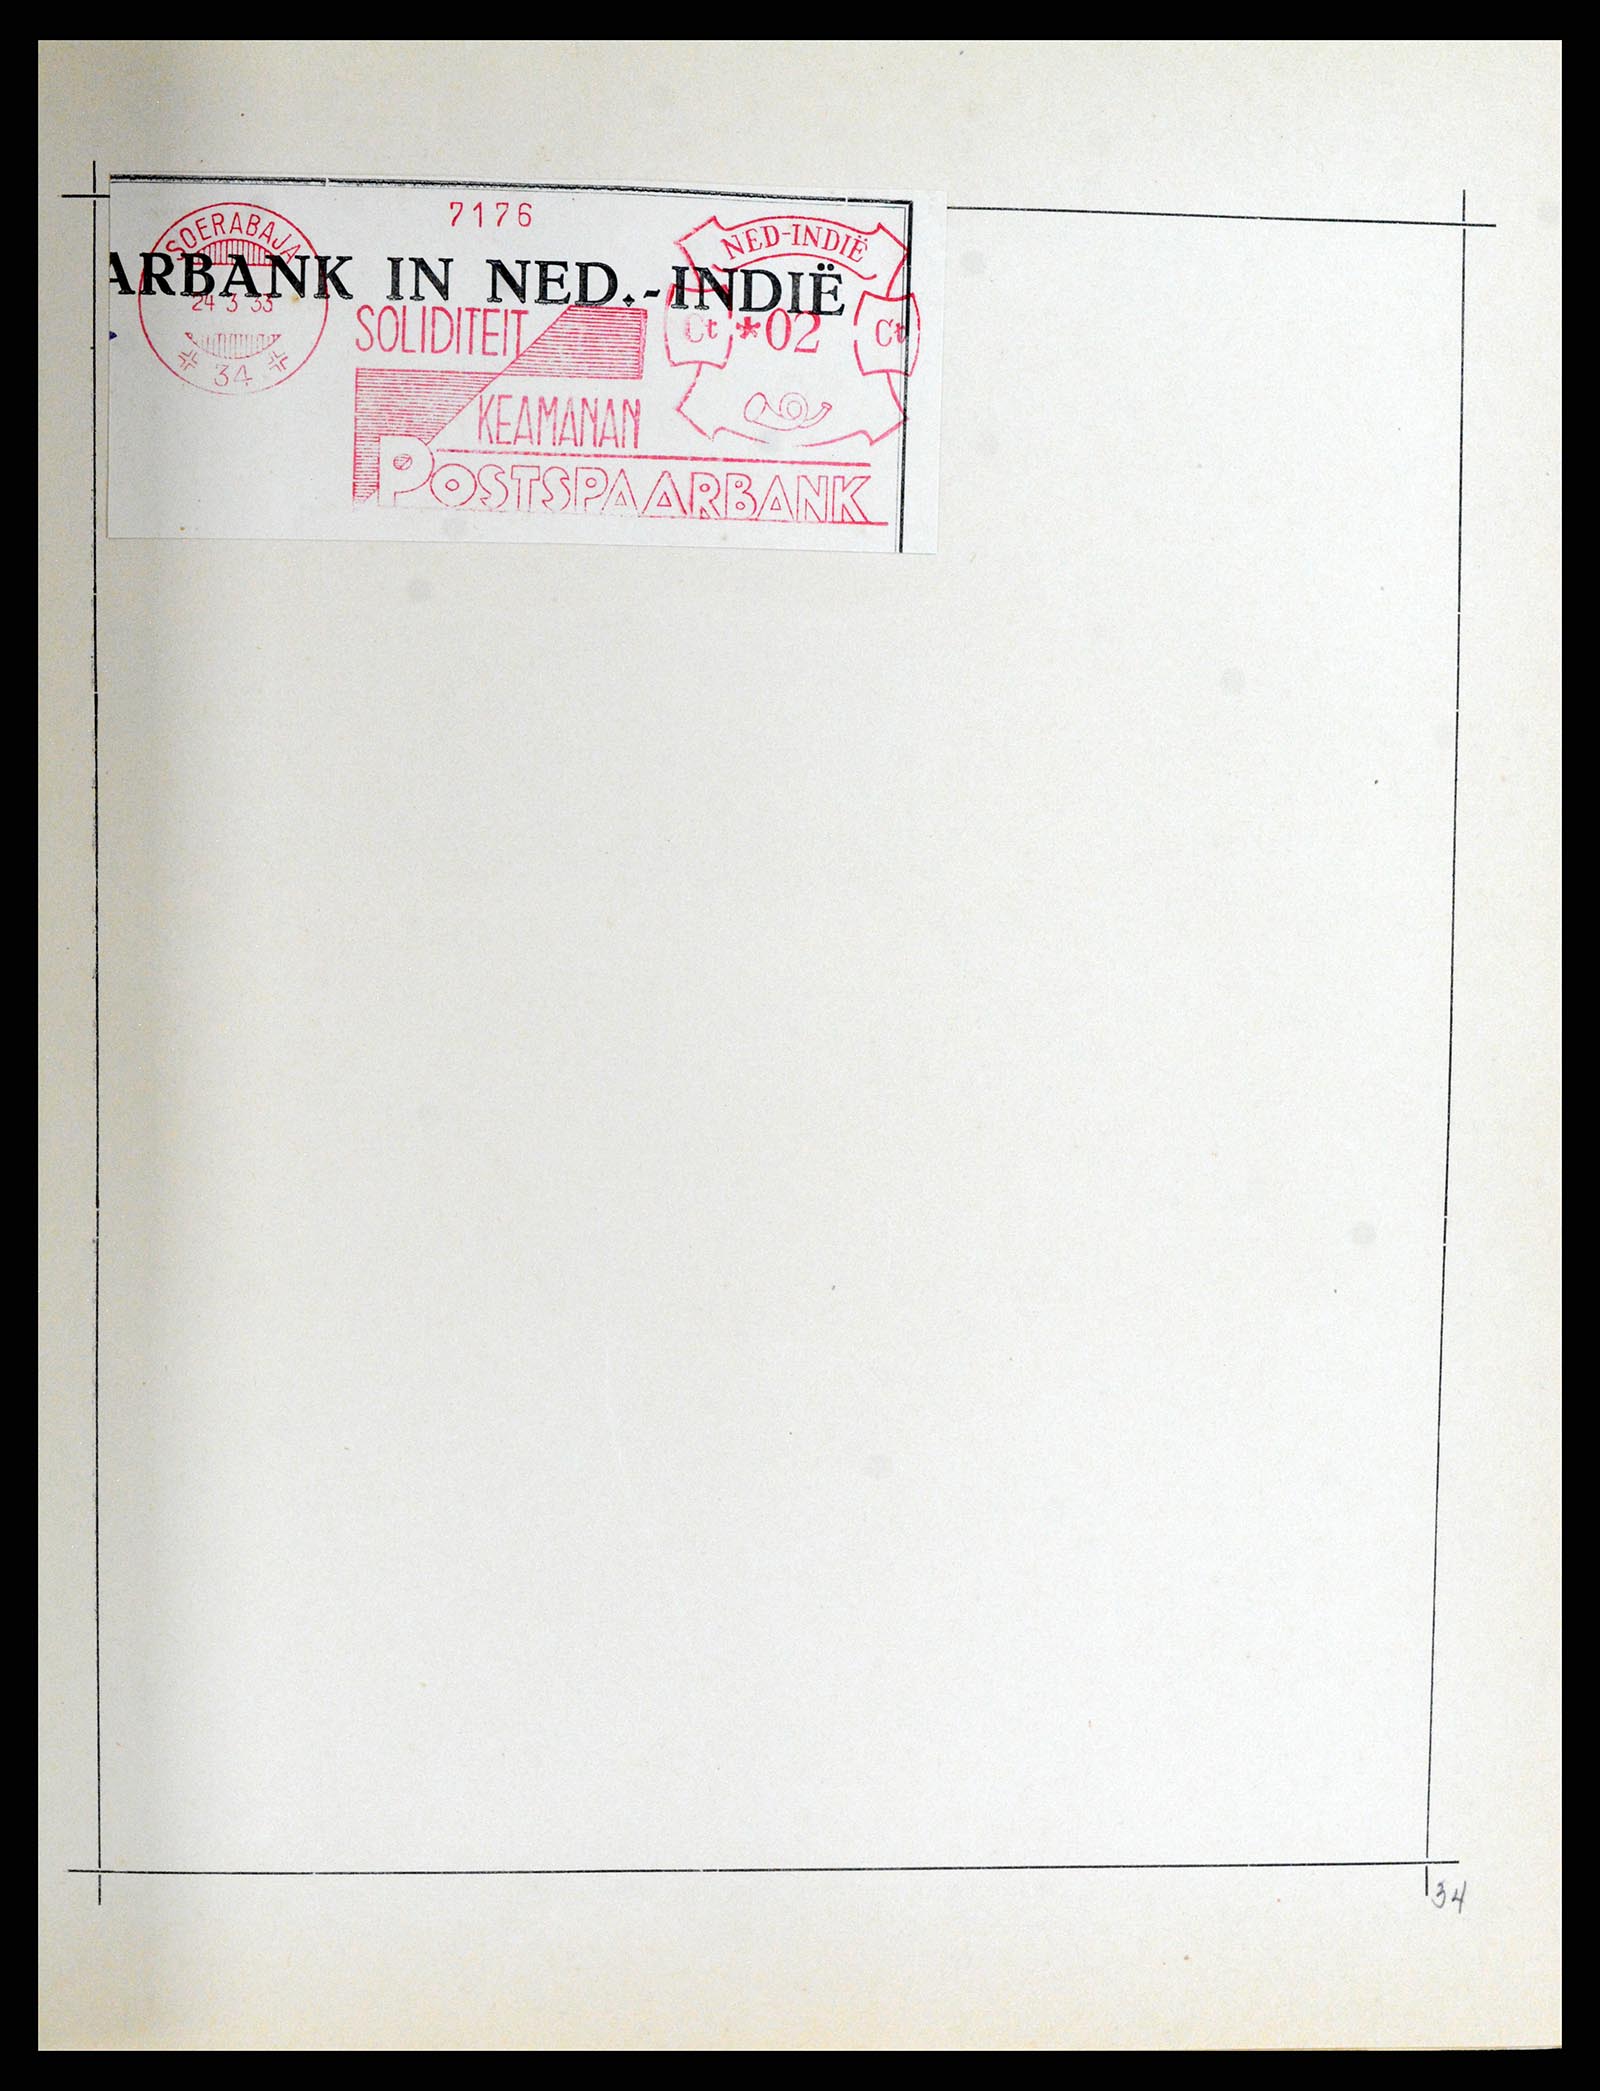 7176
SOERABAJA
24 3 33
34
ARBANK IN NED.-INDIË
NED-INDIË
Ct *02 Ct
SOLIDITEIT
KEAMANAN
POSTSPAARBANK
34